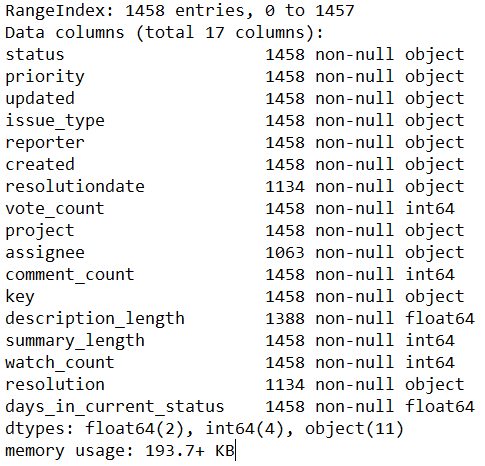 RangeIndex: 1458 entries, 0 to 1457
Data columns (total 17 columns):
status                 1458 non-null object
priority               1458 non-null object
updated                1458 non-null object
issue_type             1458 non-null object
reporter               1458 non-null object
created                1458 non-null object
resolutiondate         1134 non-null object
vote_count             1458 non-null int64
project                1458 non-null object
assignee               1063 non-null object
comment_count          1458 non-null int64
key                    1458 non-null object
description_length     1388 non-null float64
summary_length         1458 non-null int64
watch_count            1458 non-null int64
resolution             1134 non-null object
days_in_current_status 1458 non-null float64
dtypes: float64(2), int64(4), object(11)
memory usage: 193.7+ KB